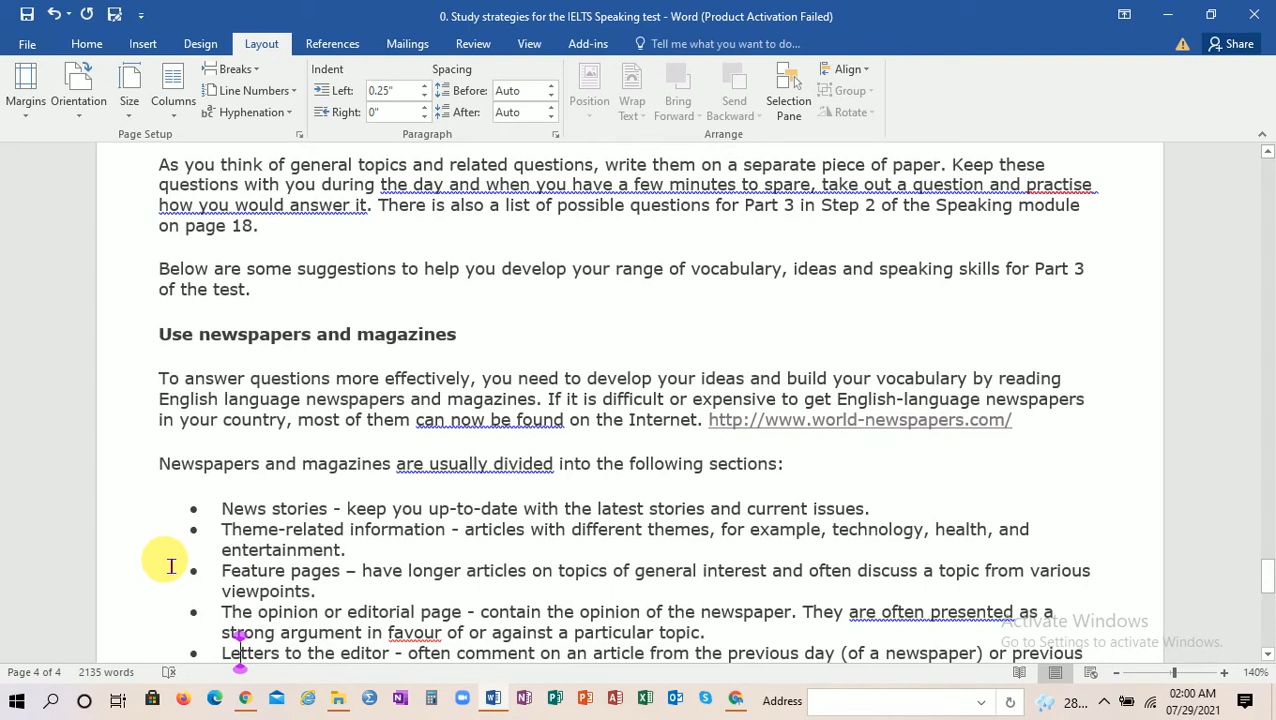 0. Study strategies for the IELTS Speaking test - Word (Product Activation Failed)
File Home Insert Design Layout References Mailings Review View Add-ins Tell me what you want to do... Share
Margins Orientation Size Columns
Breaks
Line Numbers
Hyphenation
Page Setup
Indent
Left: 0.25"
Right: 0"
Spacing
Before: Auto
After: Auto
Paragraph
Position Wrap Text Bring Forward Send Backward Selection Pane
Align
Group
Rotate
Arrange
As you think of general topics and related questions, write them on a separate piece of paper. Keep these
questions with you during the day and when you have a few minutes to spare, take out a question and practise
how you would answer it. There is also a list of possible questions for Part 3 in Step 2 of the Speaking module
on page 18.
Below are some suggestions to help you develop your range of vocabulary, ideas and speaking skills for Part 3
of the test.
Use newspapers and magazines
To answer questions more effectively, you need to develop your ideas and build your vocabulary by reading
English language newspapers and magazines. If it is difficult or expensive to get English-language newspapers
in your country, most of them can now be found on the Internet. http://www.world-newspapers.com/
Newspapers and magazines are usually divided into the following sections:
• News stories - keep you up-to-date with the latest stories and current issues.
• Theme-related information - articles with different themes, for example, technology, health, and
entertainment.
• Feature pages – have longer articles on topics of general interest and often discuss a topic from various
viewpoints.
• The opinion or editorial page - contain the opinion of the newspaper. They are often presented as a
strong argument in favour of or against a particular topic.
• Letters to the editor - often comment on an article from the previous day (of a newspaper) or previous
Activate Windows
Go to Settings to activate Windows.
Page 4 of 4 2135 words 140%
Address 28... 02:00 AM
07/29/2021